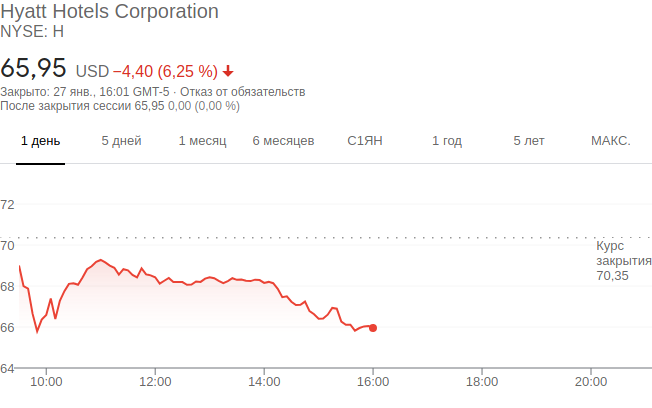 Hyatt Hotels Corporation
NYSE: H
65,95 USD −4,40 (6,25 %)
Закрыто: 27 янв., 16:01 GMT-5 · Отказ от обязательств
После закрытия сессии 65,95 0,00 (0,00 %)
1 день 5 дней 1 месяц 6 месяцев С1ЯН 1 год 5 лет МАКС.
72
70
Курс
закрытия
70,35
68
66
64
10:00 12:00 14:00 16:00 18:00 20:00